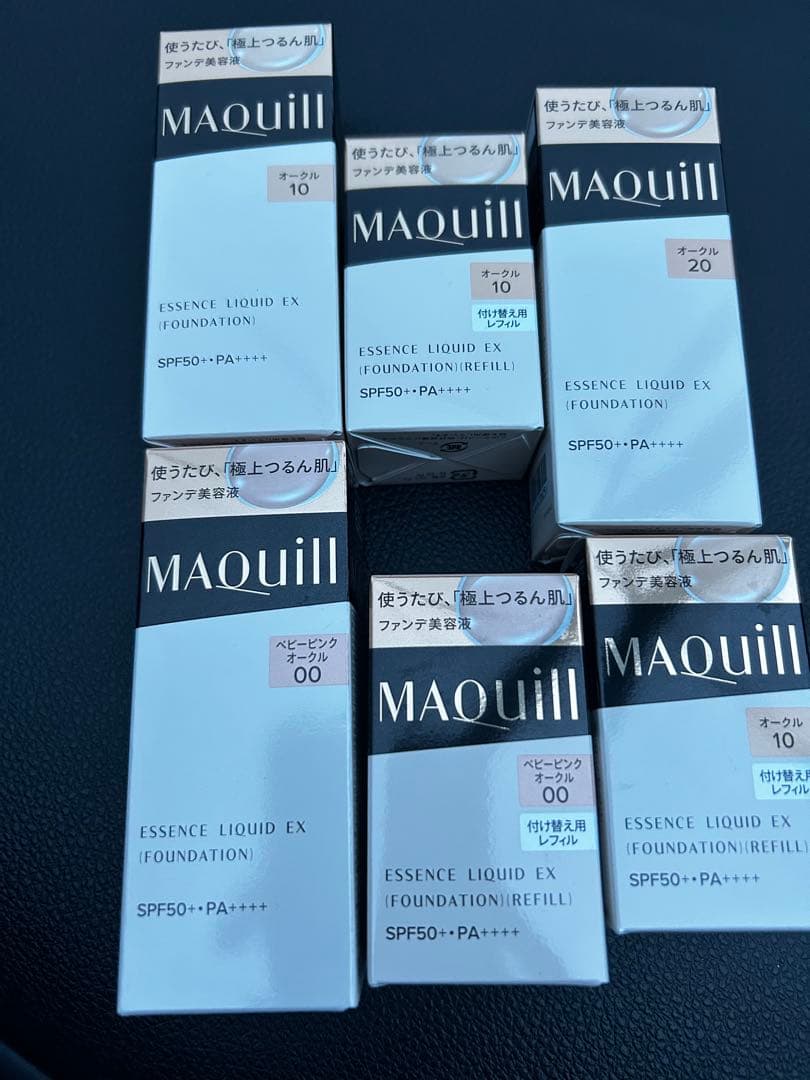 使うたび、「極上つるん肌」
ファンデ美容液
MAQuill
オークル
10
ESSENCE LIQUID EX
(FOUNDATION)
SPF50+・PA++++
使うたび、「極上つるん肌」
ファンデ美容液
MAQuill
オークル
10
付け替え用
レフィル
ESSENCE LIQUID EX
(FOUNDATION)(REFILL)
SPF50+・PA++++
使うたび、「極上つるん肌」
ファンデ美容液
MAQuill
オークル
20
ESSENCE LIQUID EX
(FOUNDATION)
SPF50+・PA++++
使うたび、「極上つるん肌」
ファンデ美容液
MAQuill
ベビーピンク
オークル
00
ESSENCE LIQUID EX
(FOUNDATION)
SPF50+・PA++++
使うたび、「極上つるん肌」
ファンデ美容液
MAQuill
ベビーピンク
オークル
00
付け替え用
レフィル
ESSENCE LIQUID EX
(FOUNDATION)(REFILL)
SPF50+・PA++++
使うたび、「極上つるん肌」
ファンデ美容液
MAQuill
オークル
10
付け替え用
レフィル
ESSENCE LIQUID EX
(FOUNDATION)(REFILL)
SPF50+・PA++++